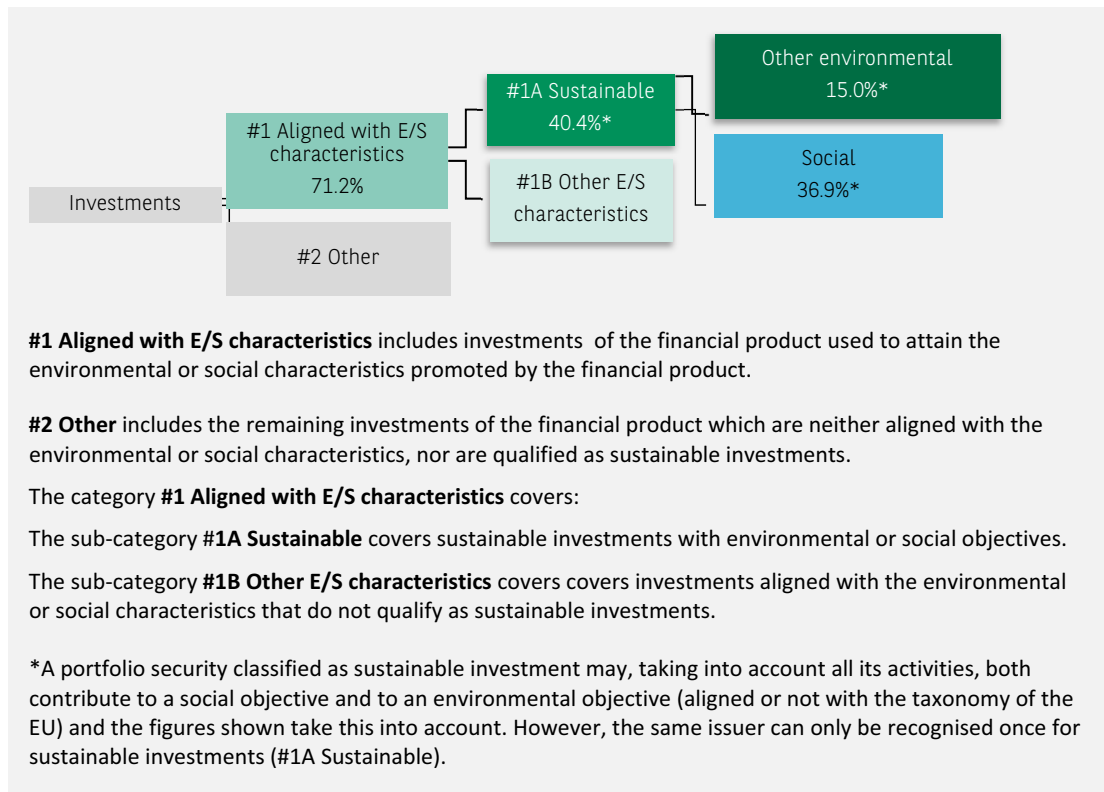 Other environmental
15.0%*
#1A Sustainable
40.4%*
#1 Aligned with E/S
characteristics
71.2%
Social
36.9%*
#1B Other E/S
characteristics
Investments
#2 Other
#1 Aligned with E/S characteristics includes investments of the financial product used to attain the
environmental or social characteristics promoted by the financial product.
#2 Other includes the remaining investments of the financial product which are neither aligned with the
environmental or social characteristics, nor are qualified as sustainable investments.
The category #1 Aligned with E/S characteristics covers:
The sub-category #1A Sustainable covers sustainable investments with environmental or social objectives.
The sub-category #1B Other E/S characteristics covers covers investments aligned with the environmental
or social characteristics that do not qualify as sustainable investments.
*A portfolio security classified as sustainable investment may, taking into account all its activities, both
contribute to a social objective and to an environmental objective (aligned or not with the taxonomy of the
EU) and the figures shown take this into account. However, the same issuer can only be recognised once for
sustainable investments (#1A Sustainable).